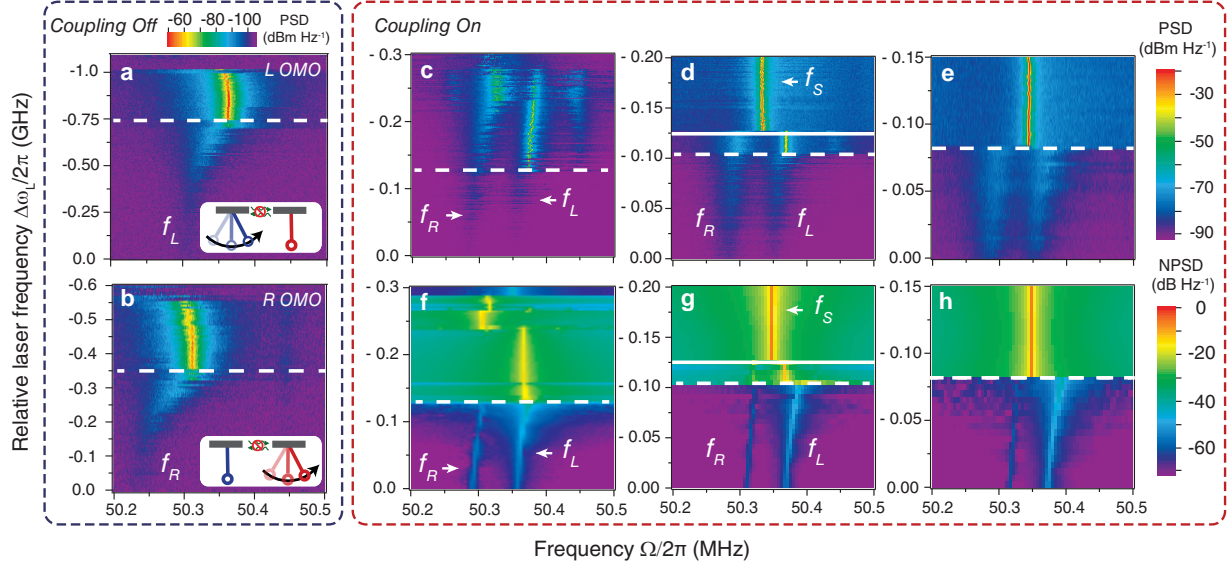 Coupling Off
-60 -80 -100
PSD
(dBm Hz⁻¹)
Coupling On
PSD
(dBm Hz⁻¹)
a
L OMO
-1.0
-0.75
-0.50
-0.25
0.0
f_L
b
R OMO
-0.6
-0.5
-0.4
-0.3
-0.2
-0.1
0.0
f_R
50.2 50.3 50.4 50.5
c
- 0.3
- 0.2
- 0.1
-0.0
f_R
f_L
d
- 0.20
- 0.15
- 0.10
- 0.05
0.00
f_S
f_R
f_L
e
- 0.15
- 0.10
- 0.05
0.00
-30
-40
-50
-60
-70
-80
-90
f
- 0.3
- 0.2
- 0.1
0.0
f_R
f_L
50.2 50.3 50.4 50.5
g
- 0.20
- 0.15
- 0.10
- 0.05
0.00
f_S
f_R
f_L
50.2 50.3 50.4 50.5
h
- 0.15
- 0.10
- 0.05
0.00
50.2 50.3 50.4 50.5
NPSD
(dB Hz⁻¹)
0
-20
-40
-60
Relative laser frequency Δω_L/2π (GHz)
Frequency Ω/2π (MHz)